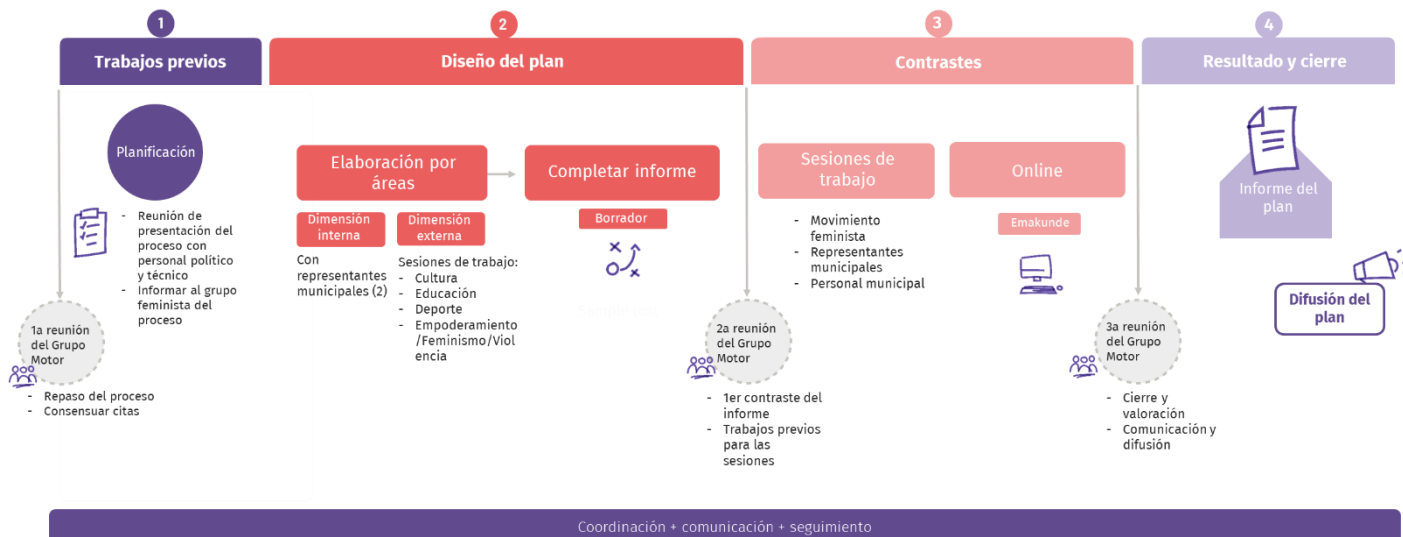 1
Trabajos previos
Planificación
- Reunión de
presentación del
proceso con
personal político
y técnico
- Informar al grupo
feminista del
proceso
1a reunión
del Grupo
Motor
- Repaso del proceso
- Consensuar citas
2
Diseño del plan
Elaboración por
áreas
Dimensión
interna
Con
representantes
municipales (2)
Dimensión
externa
Sesiones de trabajo:
- Cultura
- Educación
- Deporte
- Empoderamiento
/Feminismo/Viol
encia
Completar informe
Borrador
2a reunión
del Grupo
Motor
- 1er contraste del
informe
- Trabajos previos
para las
sesiones
3
Contrastes
Sesiones de
trabajo
- Movimiento
feminista
- Representantes
municipales
- Personal municipal
Online
Emakunde
3a reunión
del Grupo
Motor
- Cierre y
valoración
- Comunicación y
difusión
4
Resultado y cierre
Informe del
plan
Difusión del
plan
Coordinación + comunicación + seguimiento